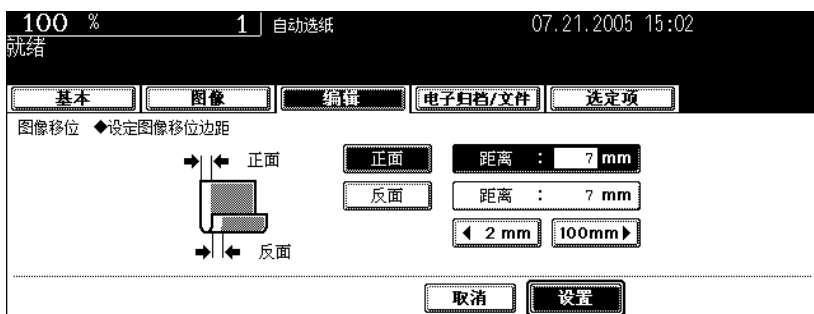 100 % 1 自动选纸 07.21.2005 15:02
就绪
基本 图像 编辑 电子归档/文件 选定项
图像移位 ◆设定图像移位边距
正面 正面 距离 : 7 mm
反面 距离 : 7 mm
2 mm 100mm
反面
取消 设置